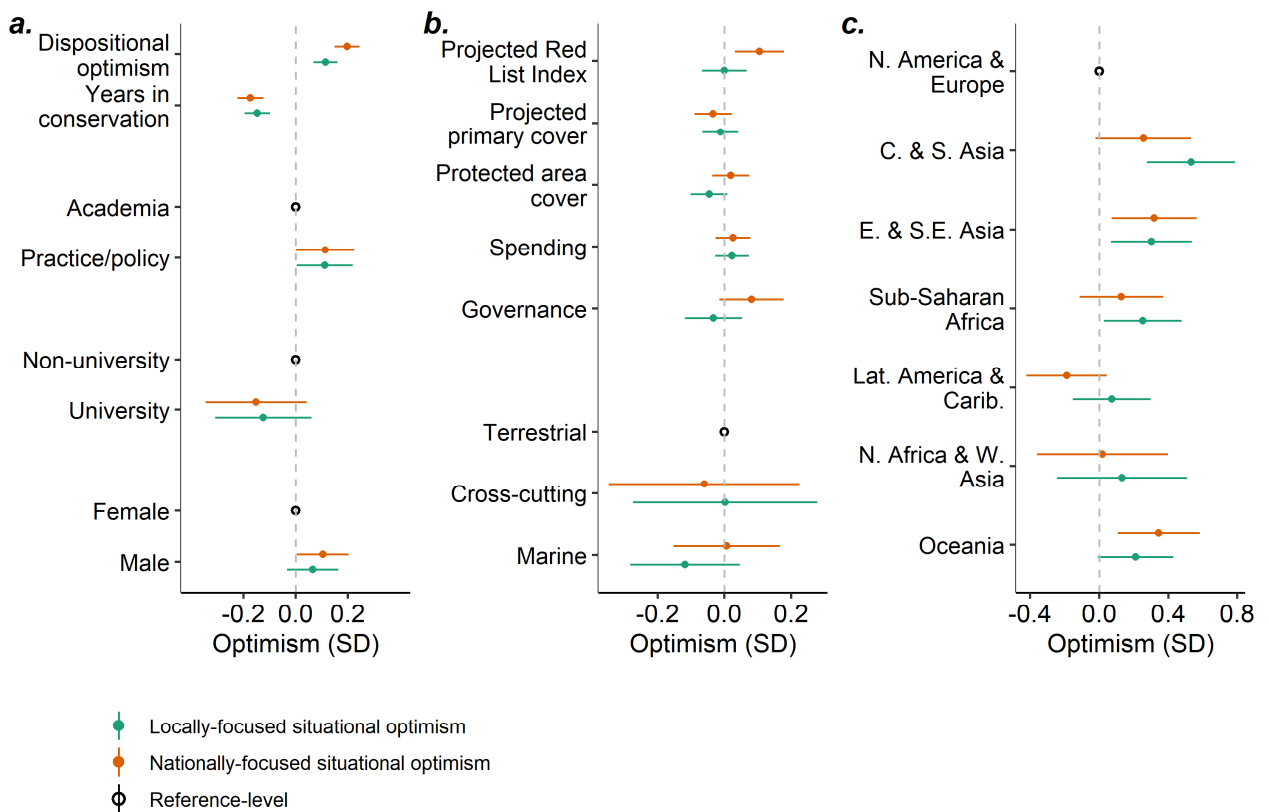 a.
Dispositional
optimism
Years in
conservation
Academia
Practice/policy
Non-university
University
Female
Male
-0.2 0.0 0.2
Optimism (SD)
b.
Projected Red
List Index
Projected
primary cover
Protected area
cover
Spending
Governance
Terrestrial
Cross-cutting
Marine
-0.2 0.0 0.2
Optimism (SD)
c.
N. America &
Europe
C. & S. Asia
E. & S.E. Asia
Sub-Saharan
Africa
Lat. America &
Carib.
N. Africa & W.
Asia
Oceania
-0.4 0.0 0.4 0.8
Optimism (SD)
Locally-focused situational optimism
Nationally-focused situational optimism
Reference-level